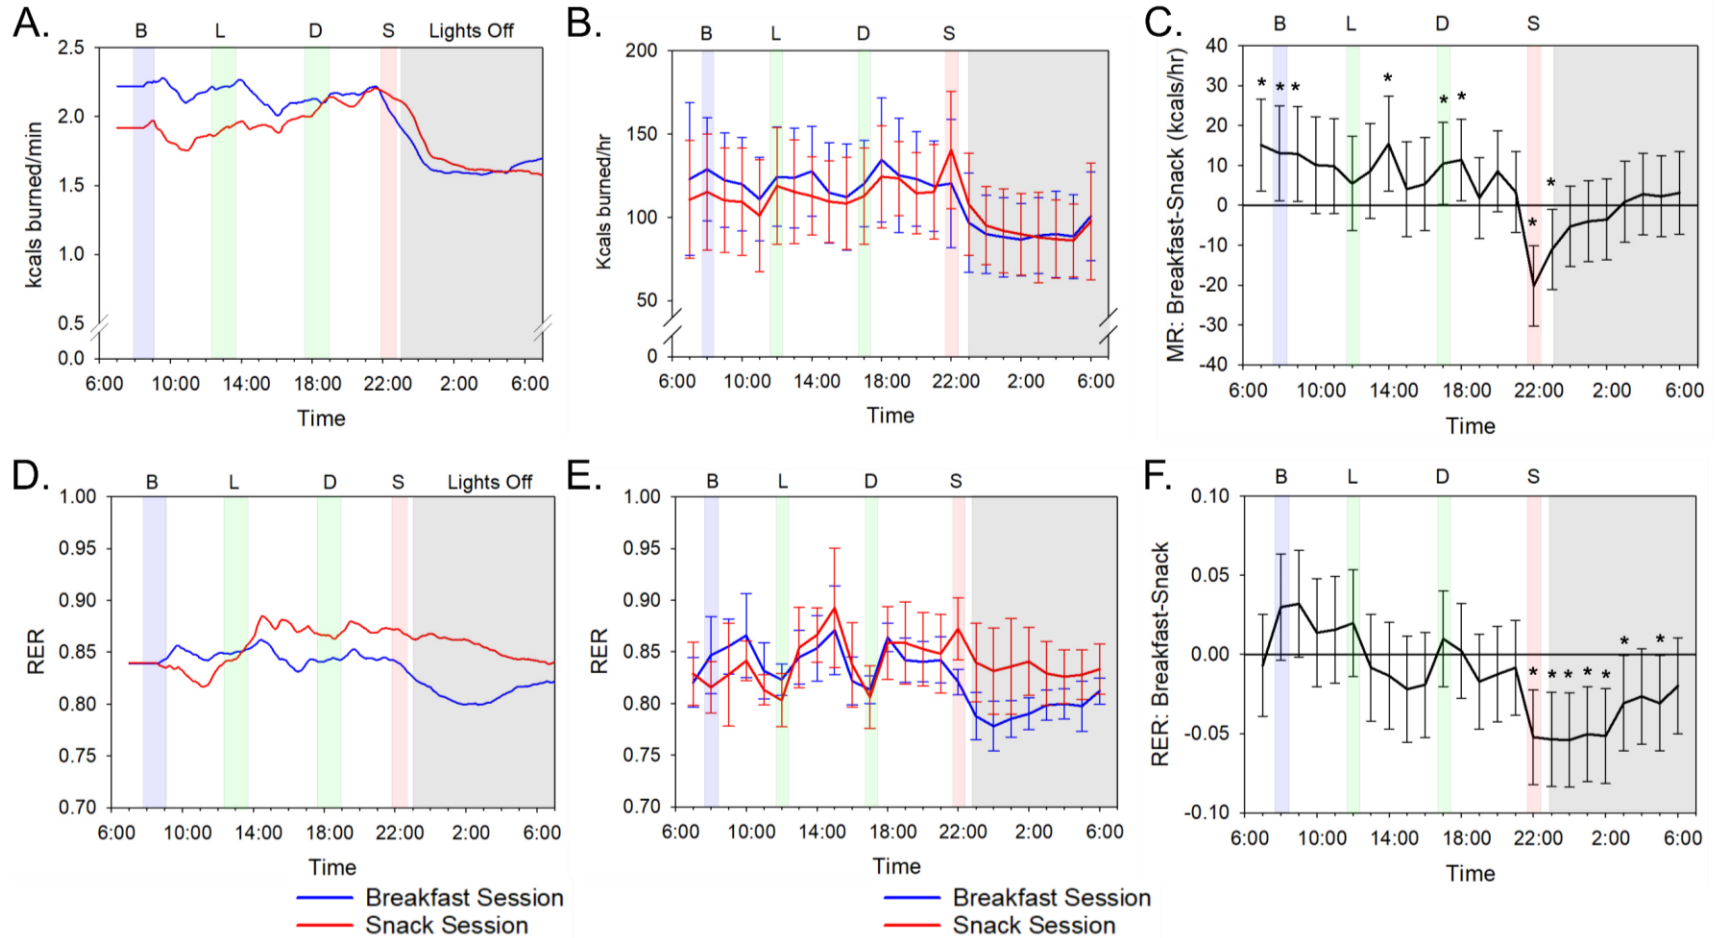 A.
B L D S Lights Off
kcals burned/min
2.5
2.0
1.5
1.0
0.5
0.0
6:00 10:00 14:00 18:00 22:00 2:00 6:00
Time
B.
B L D S
Kcals burned/hr
200
150
100
50
0
6:00 10:00 14:00 18:00 22:00 2:00 6:00
Time
C.
B L D S
MR: Breakfast-Snack (kcals/hr)
40
30
20
10
0
-10
-20
-30
-40
* * * * * * * *
6:00 10:00 14:00 18:00 22:00 2:00 6:00
Time
D.
B L D S Lights Off
RER
1.00
0.95
0.90
0.85
0.80
0.75
0.70
6:00 10:00 14:00 18:00 22:00 2:00 6:00
Time
Breakfast Session
Snack Session
E.
B L D S
RER
1.00
0.95
0.90
0.85
0.80
0.75
0.70
6:00 10:00 14:00 18:00 22:00 2:00 6:00
Time
Breakfast Session
Snack Session
F.
B L D S
RER: Breakfast-Snack
0.10
0.05
0.00
-0.05
-0.10
* * * * * * *
6:00 10:00 14:00 18:00 22:00 2:00 6:00
Time